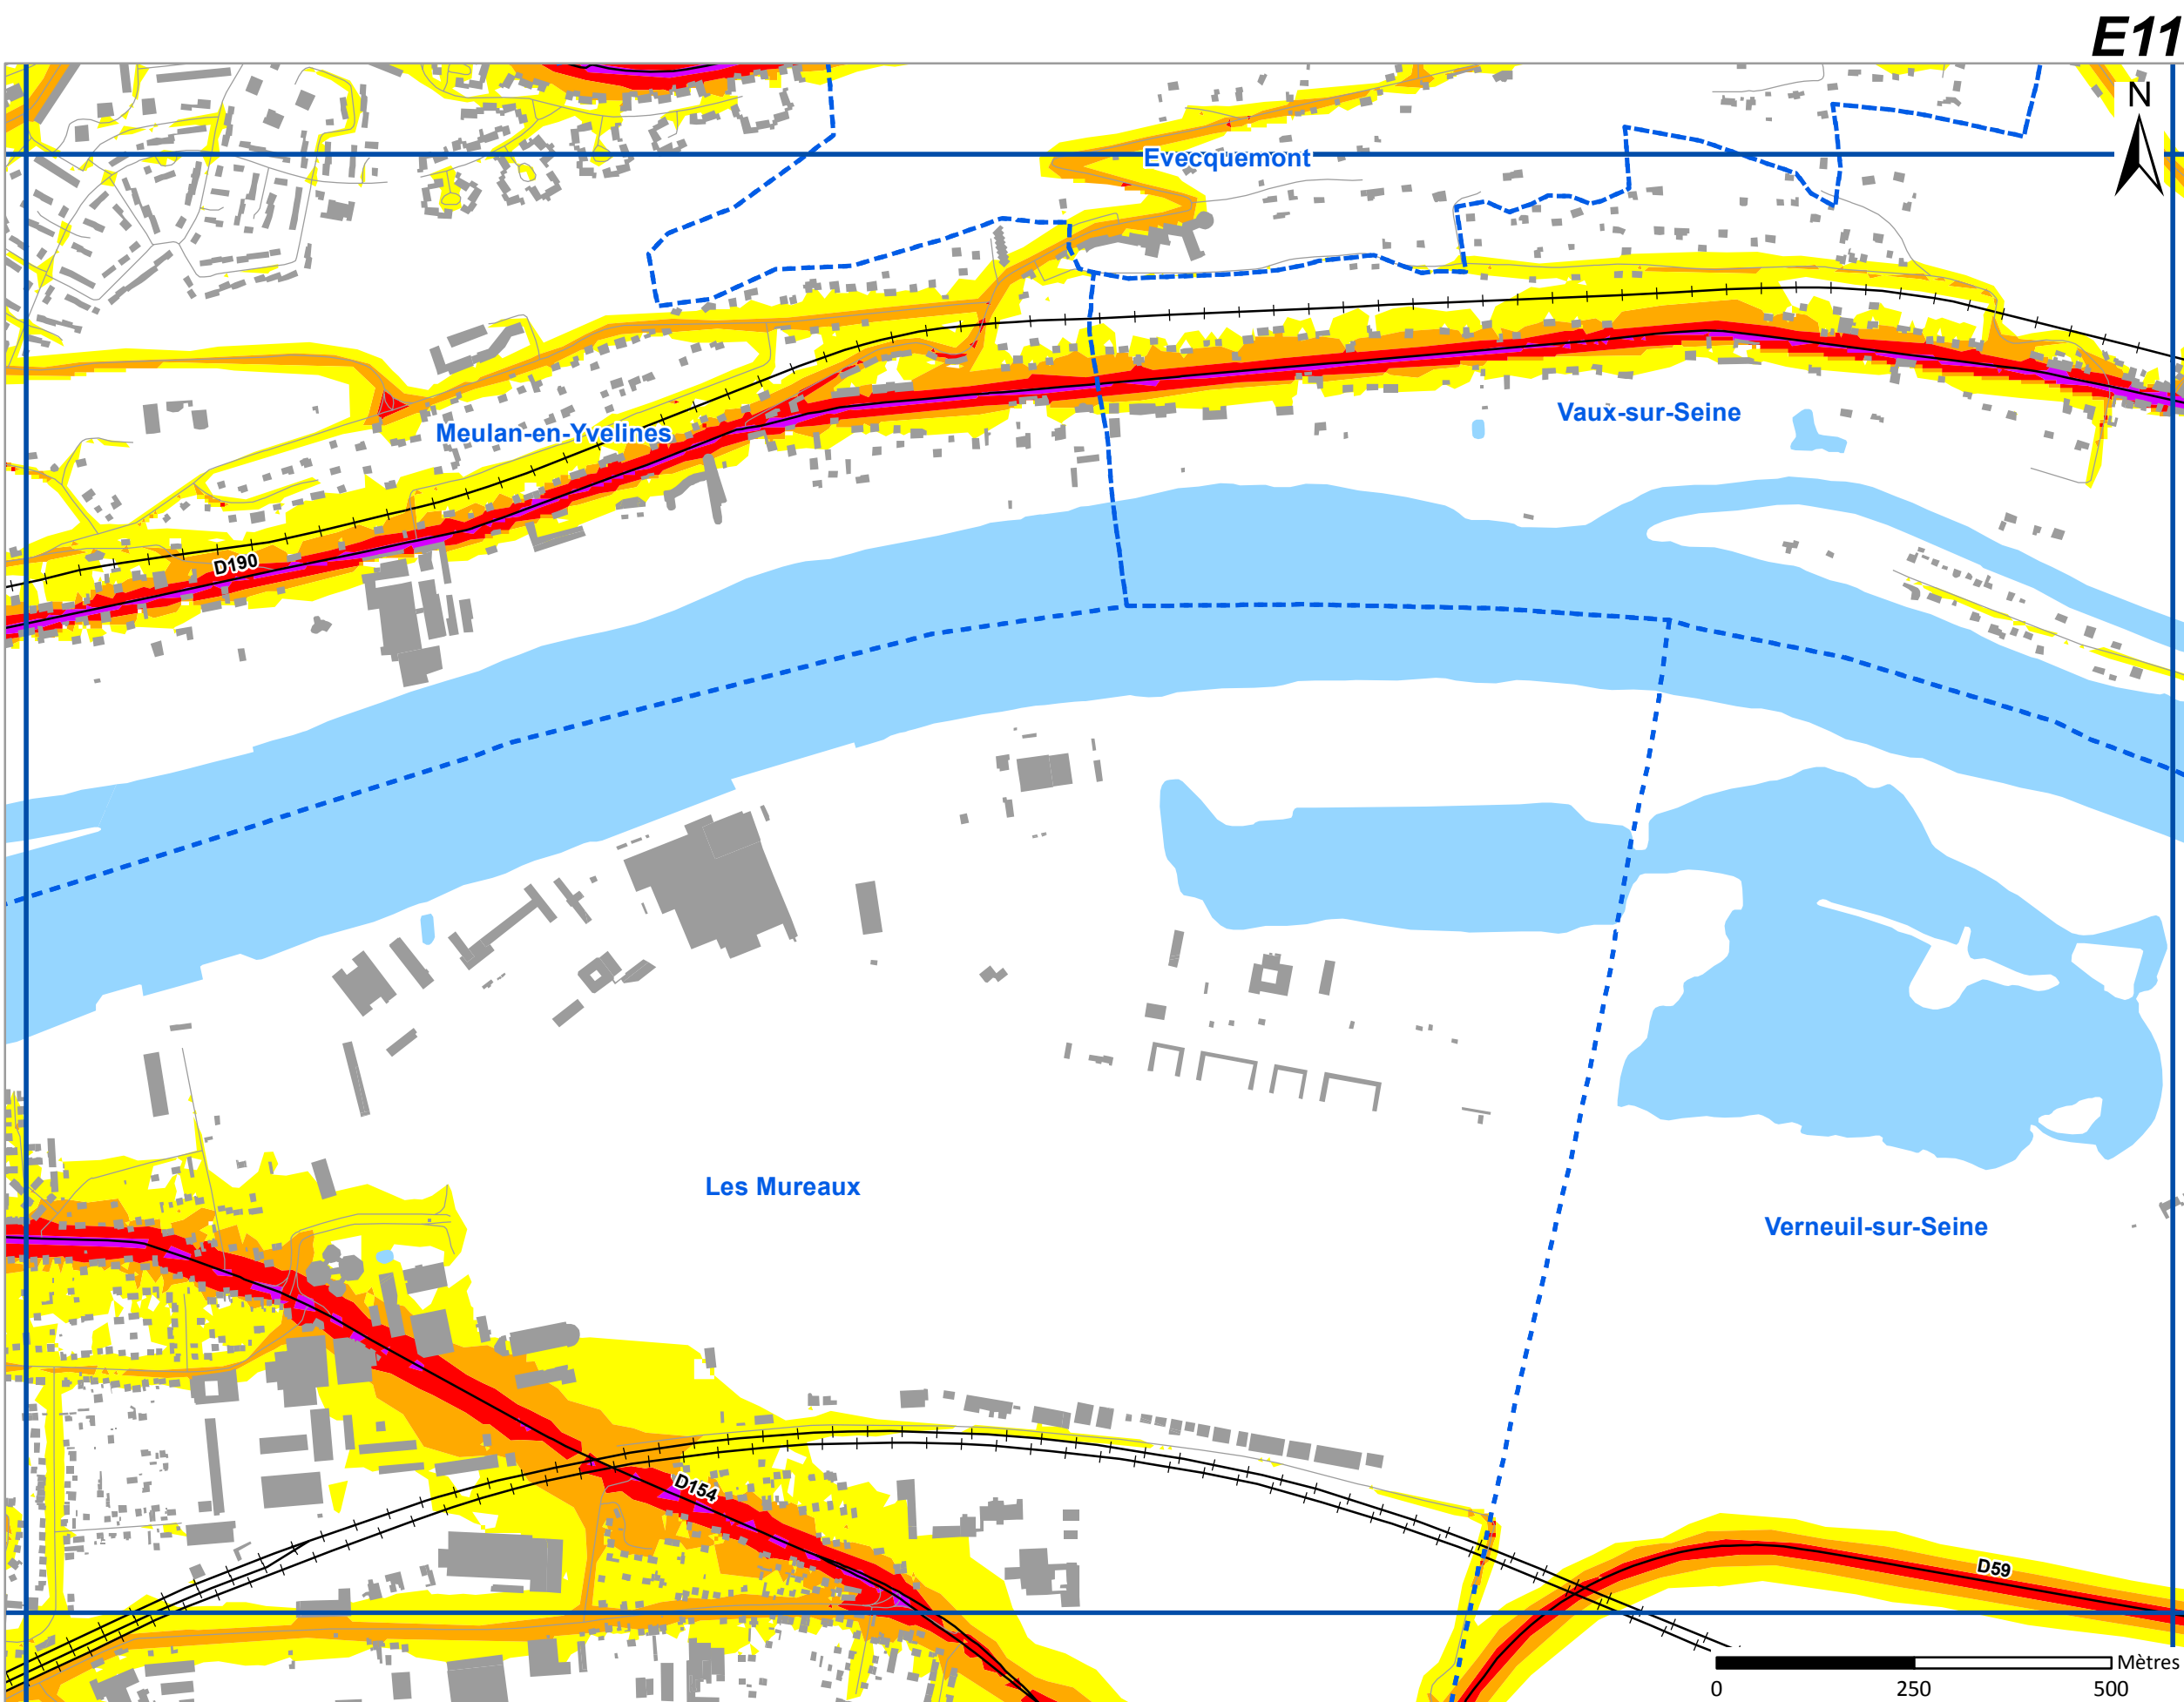 E11
N
Evecquemont
Vaux-sur-Seine
Meulan-en-Yvelines
D190
Les Mureaux
Verneuil-sur-Seine
D154
D59
Mètres
0 250 500